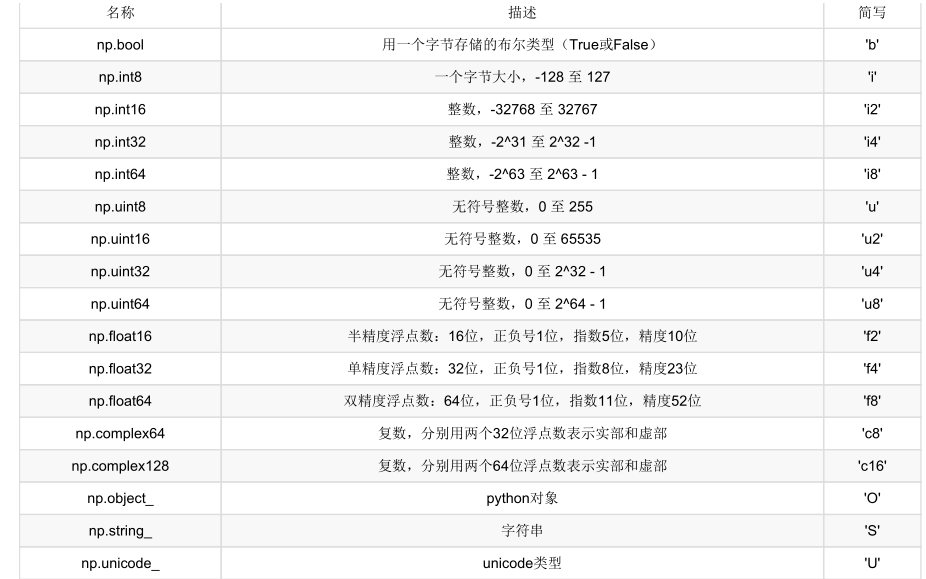 名称 描述 简写
np.bool 用一个字节存储的布尔类型（True或False） 'b'
np.int8 一个字节大小，-128 至 127 'i'
np.int16 整数，-32768 至 32767 'i2'
np.int32 整数，-2^31 至 2^32 -1 'i4'
np.int64 整数，-2^63 至 2^63 - 1 'i8'
np.uint8 无符号整数，0 至 255 'u'
np.uint16 无符号整数，0 至 65535 'u2'
np.uint32 无符号整数，0 至 2^32 - 1 'u4'
np.uint64 无符号整数，0 至 2^64 - 1 'u8'
np.float16 半精度浮点数：16位，正负号1位，指数5位，精度10位 'f2'
np.float32 单精度浮点数：32位，正负号1位，指数8位，精度23位 'f4'
np.float64 双精度浮点数：64位，正负号1位，指数11位，精度52位 'f8'
np.complex64 复数，分别用两个32位浮点数表示实部和虚部 'c8'
np.complex128 复数，分别用两个64位浮点数表示实部和虚部 'c16'
np.object_ python对象 'O'
np.string_ 字符串 'S'
np.unicode_ unicode类型 'U'